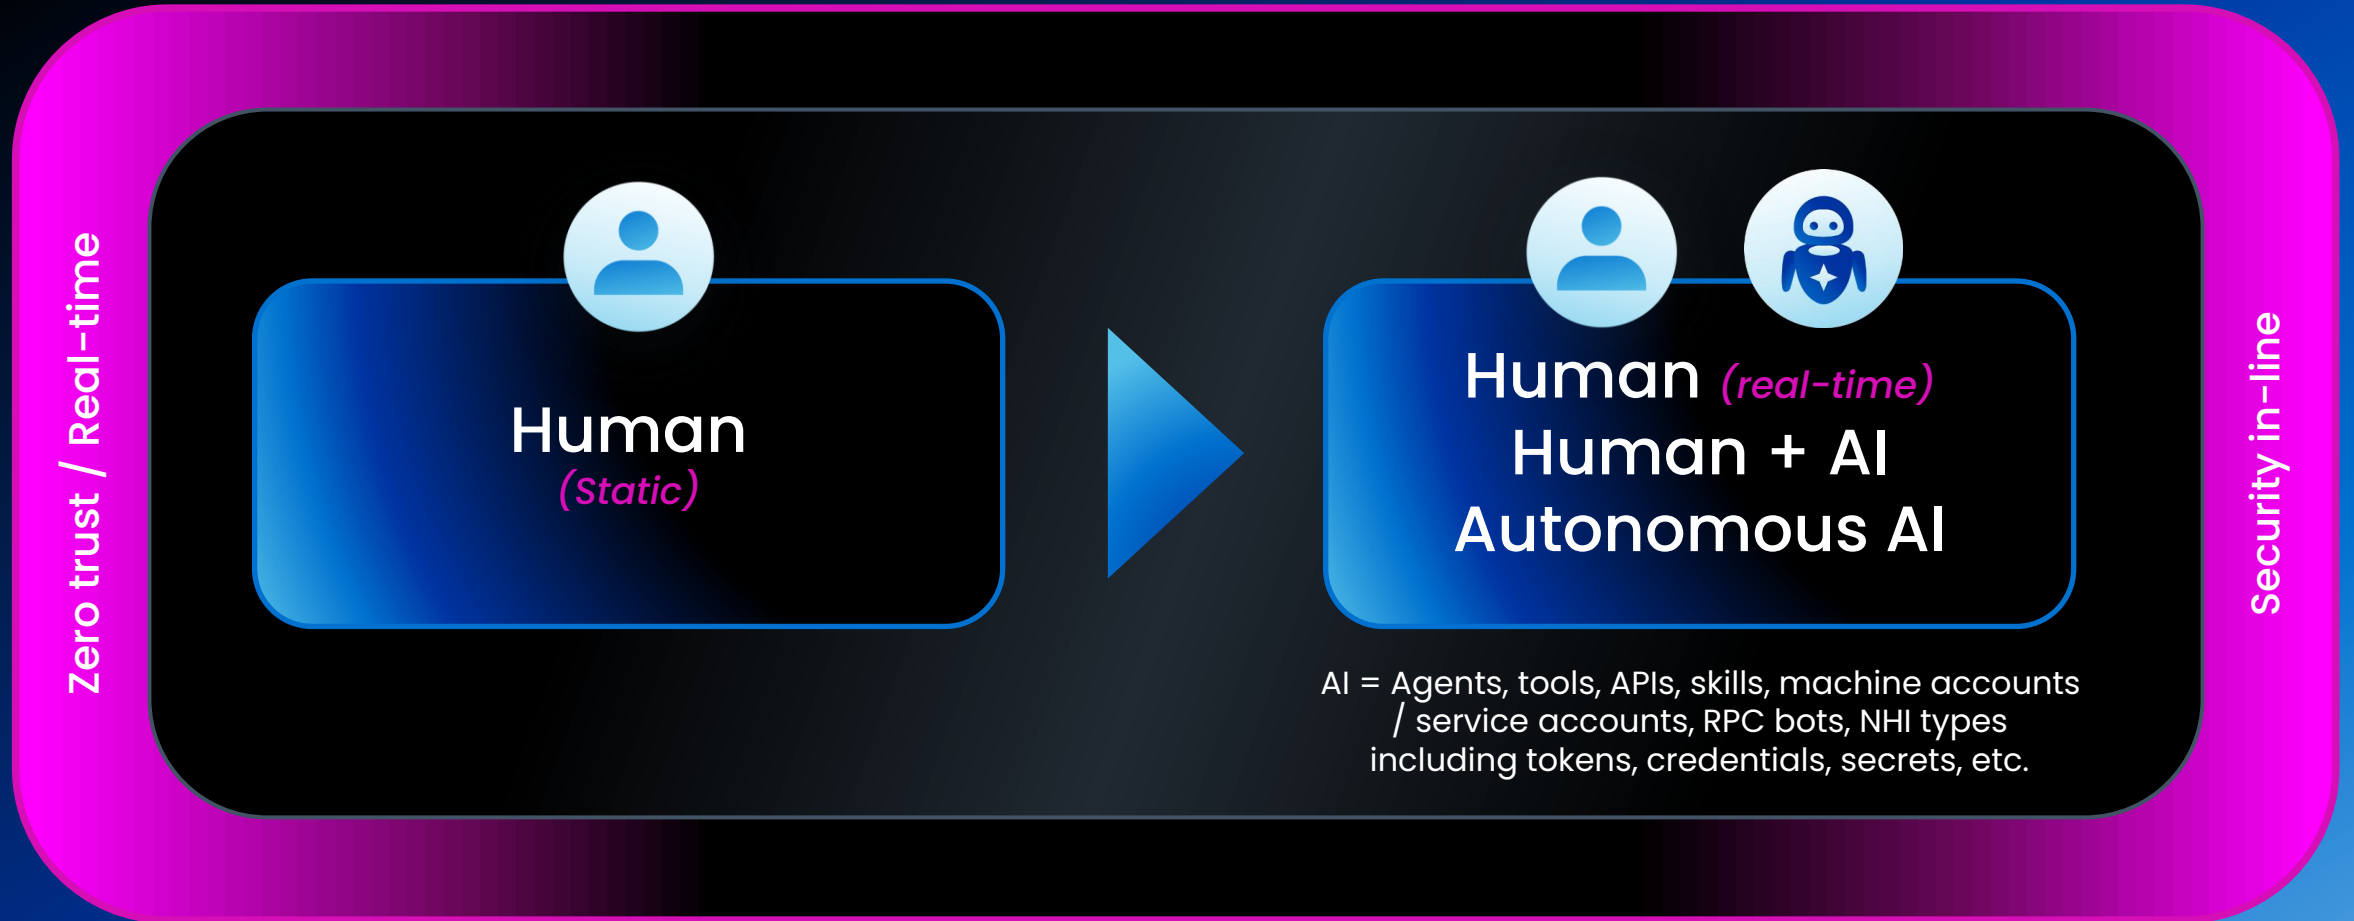 Zero trust / Real-time
Human
(Static)
Human (real-time)
Human + AI
Autonomous AI
AI = Agents, tools, APIs, skills, machine accounts
/ service accounts, RPC bots, NHI types
including tokens, credentials, secrets, etc.
Security in-line